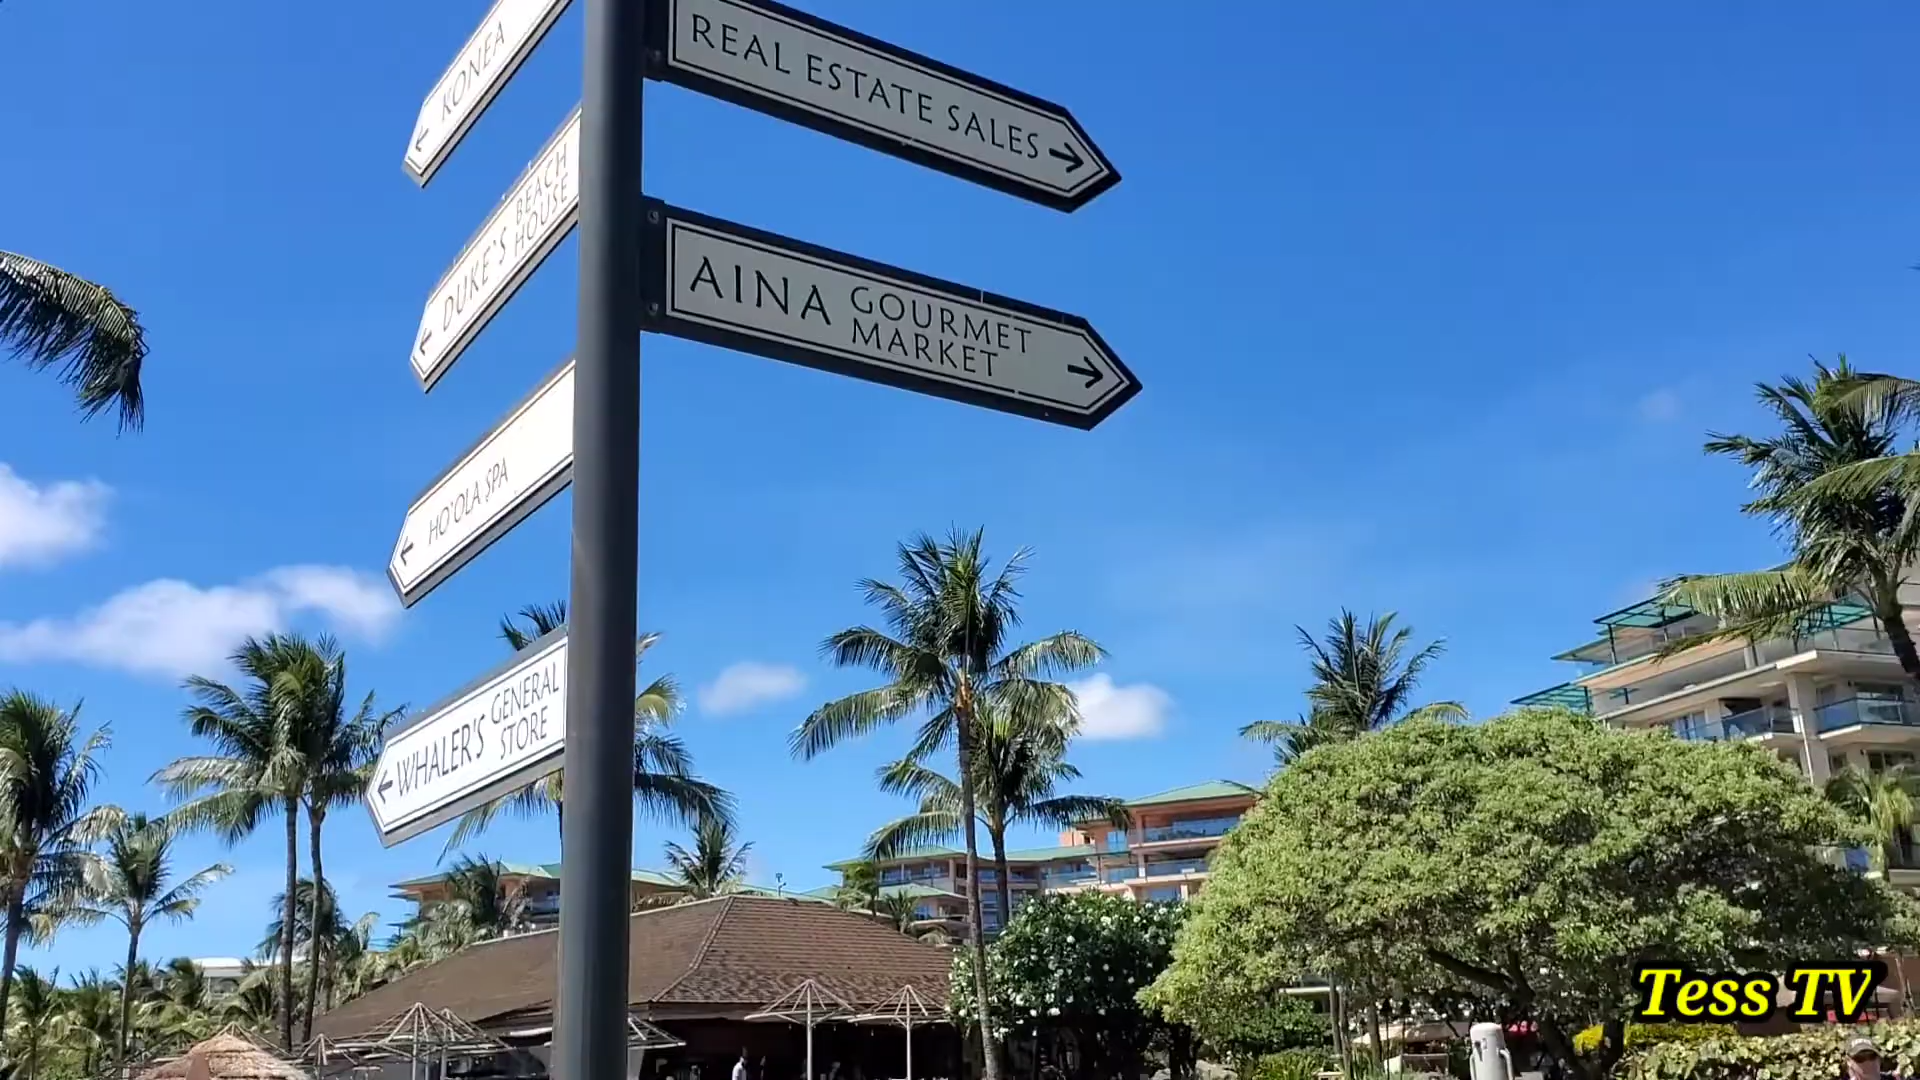 KONEA
REAL ESTATE SALES
DUKE'S BEACH
HOUSE
AINA GOURMET
MARKET
HO'OLA SPA
WHALER'S GENERAL
STORE
Tess TV